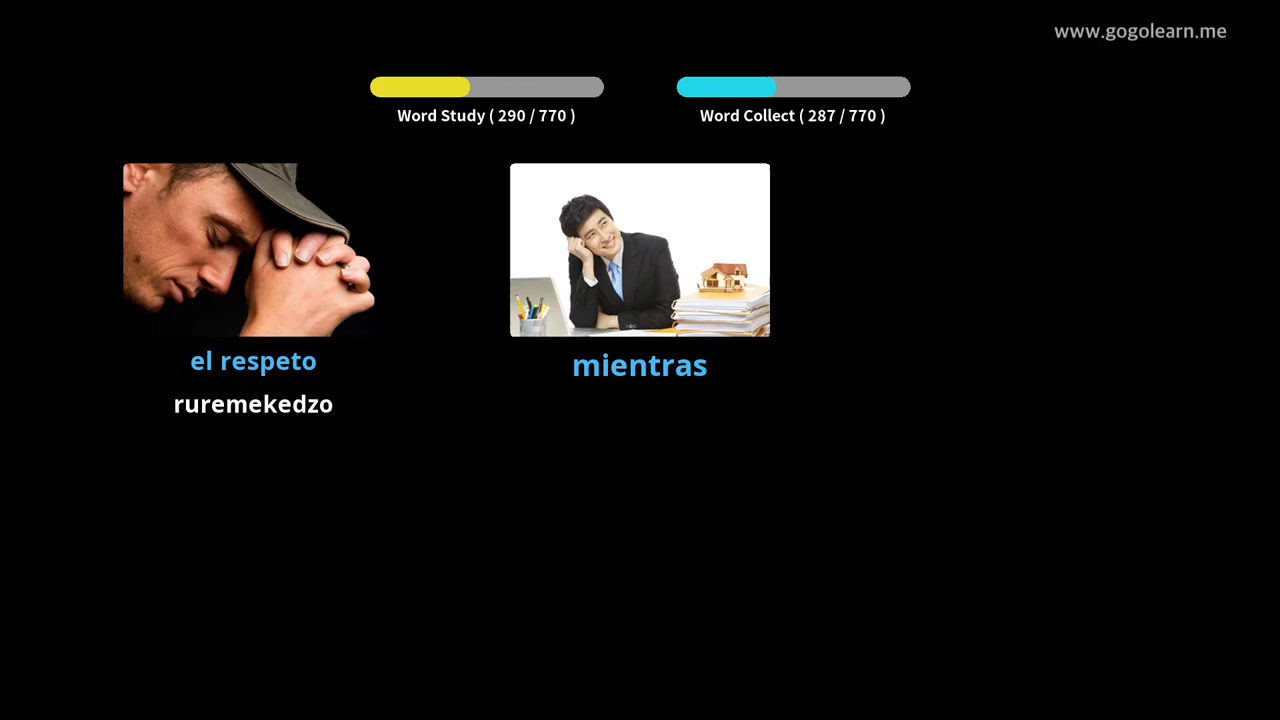 www.gogolearn.me
Word Study ( 290 / 770 )
Word Collect ( 287 / 770 )
el respeto
ruremekedzo
mientras